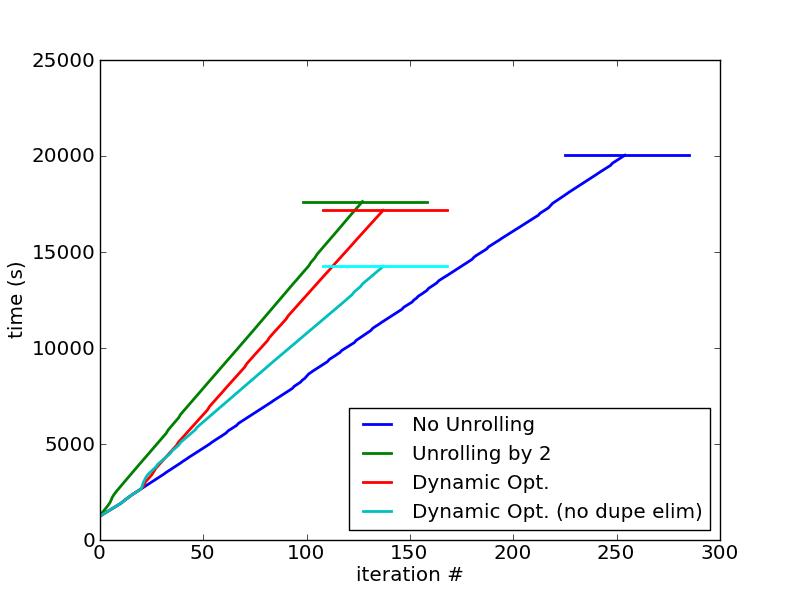 25000
20000
15000
10000
5000
0
time (s)
No Unrolling
Unrolling by 2
Dynamic Opt.
Dynamic Opt. (no dupe elim)
0 50 100 150 200 250 300
iteration #